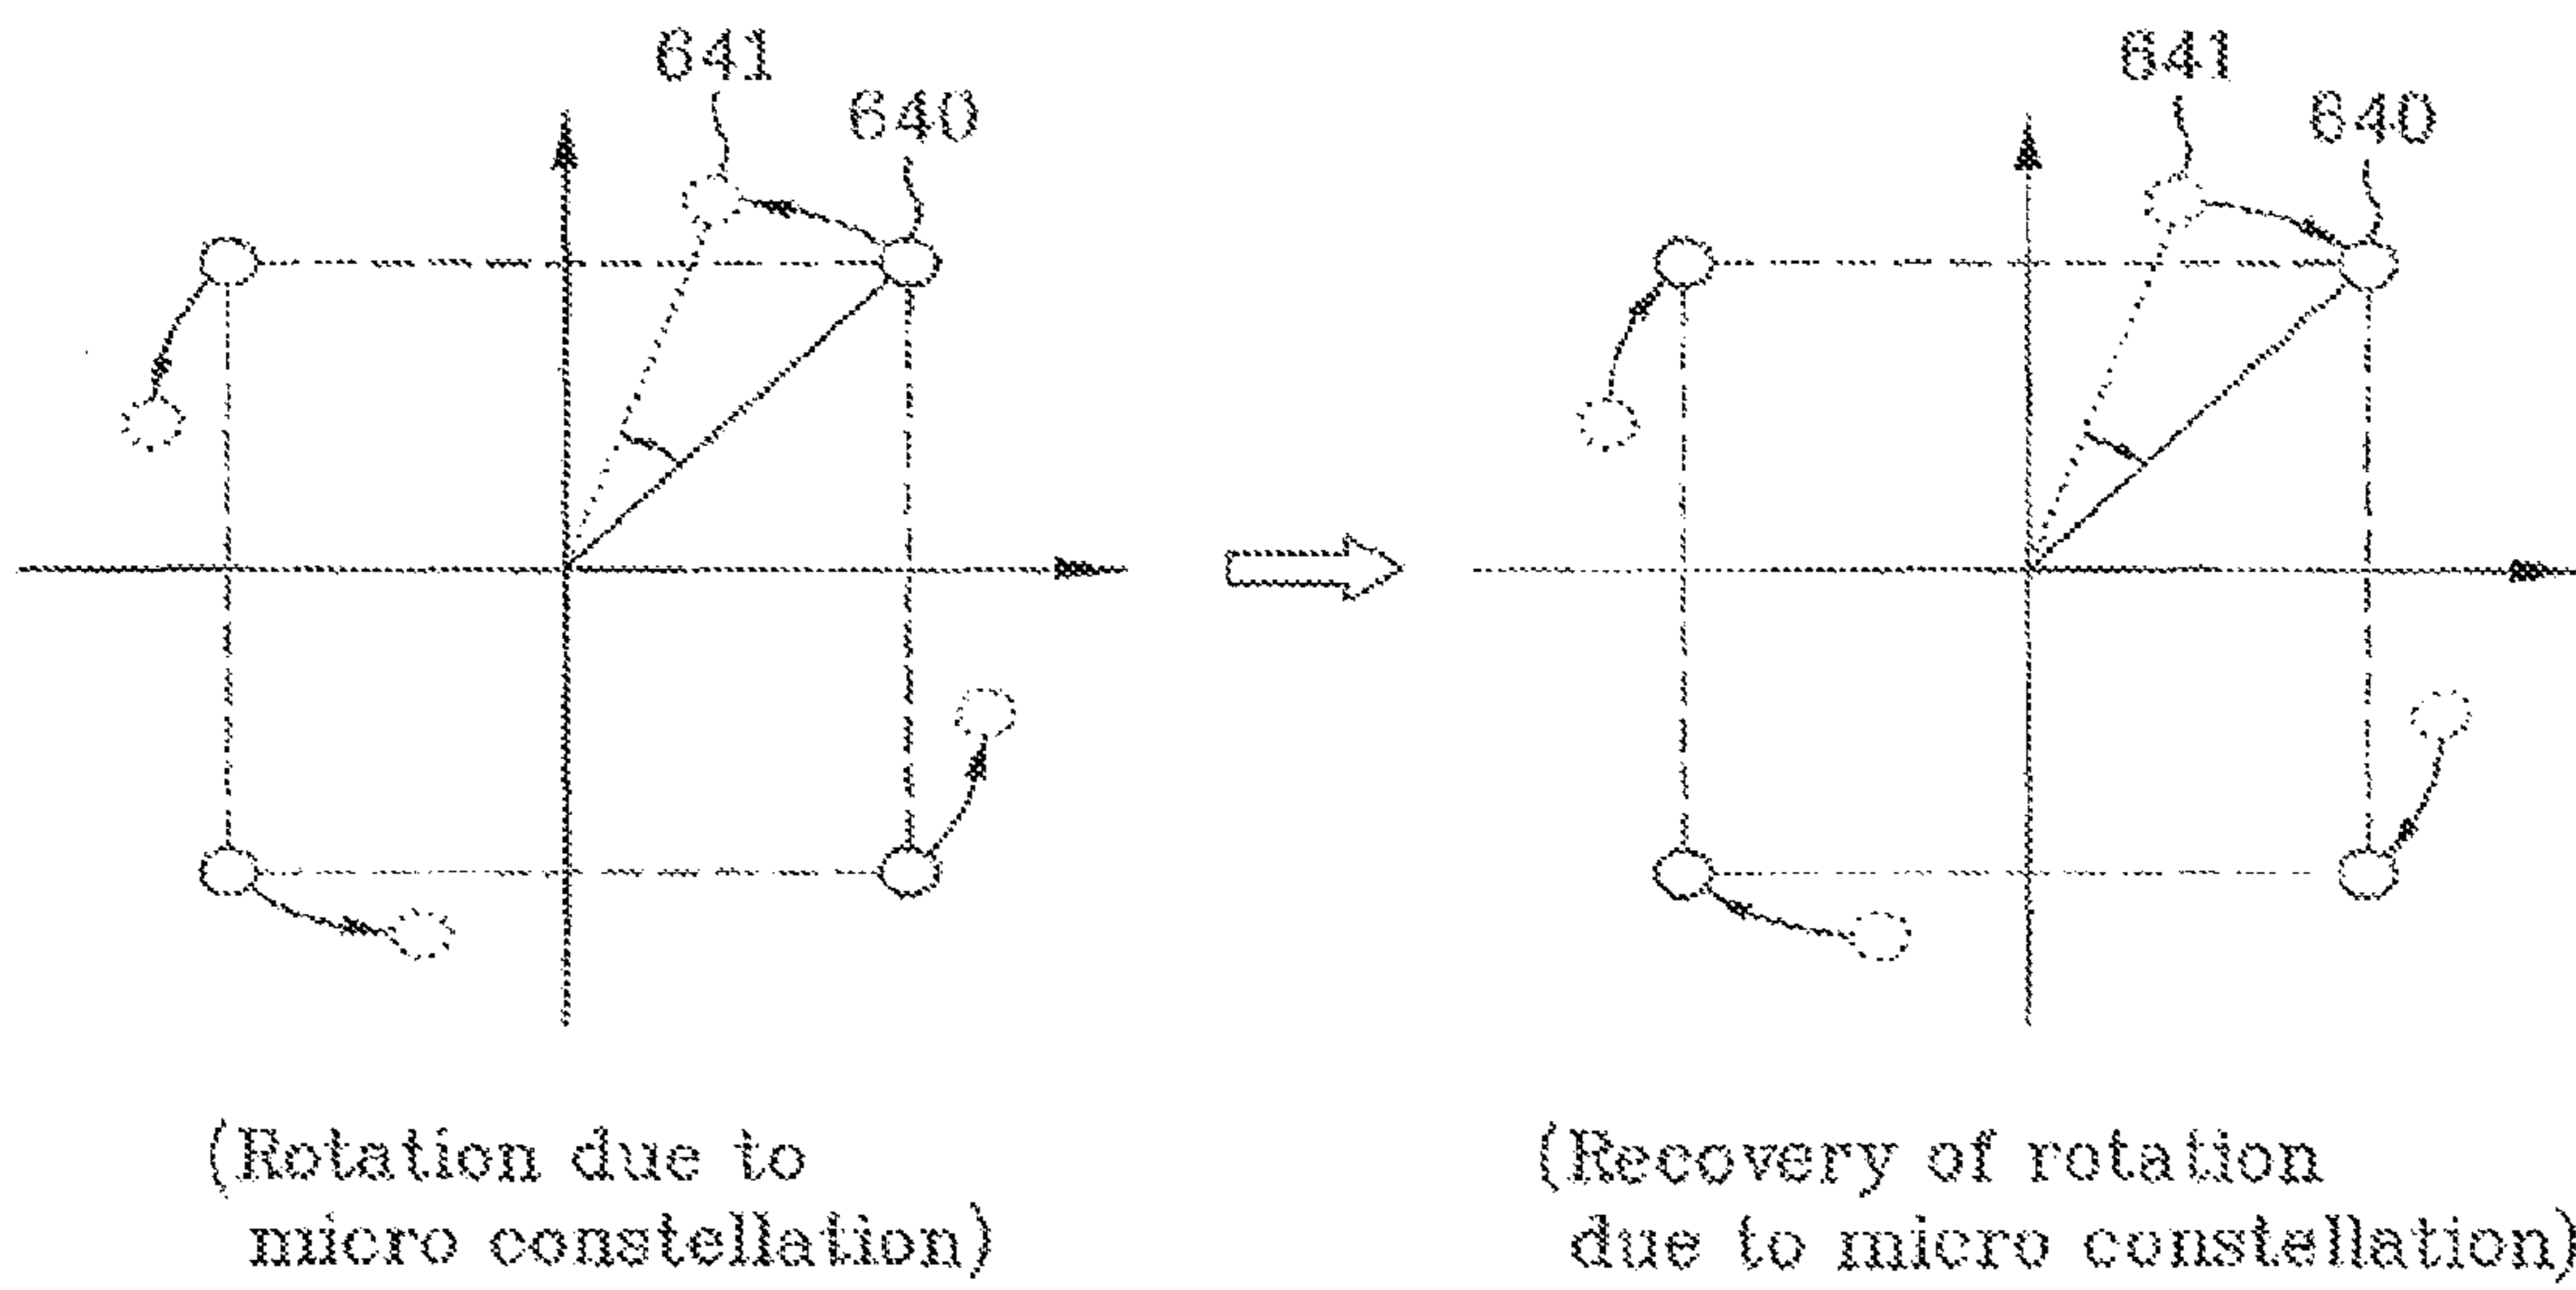 641
640
641
640
(Rotation due to
micro constellation)
(Recovery of rotation
due to micro constellation)